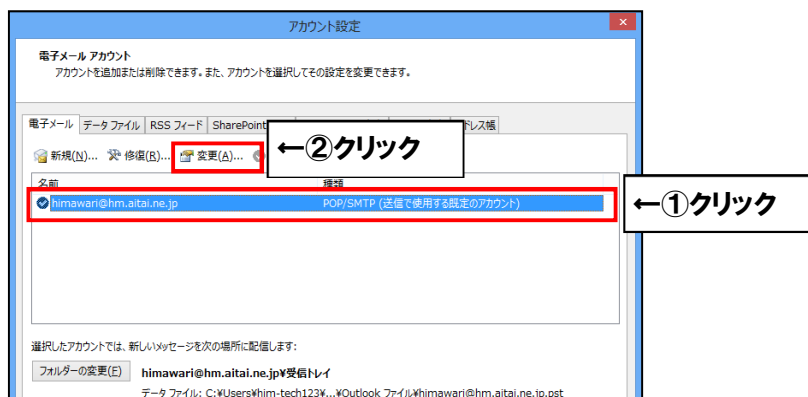 アカウント設定
電子メール アカウント
アカウントを追加または削除できます。また、アカウントを選択してその設定を変更できます。
電子メール データ ファイル RSS フィード SharePoint ドレス帳
新規(N)... 修復(R)... 変更(A)...
←②クリック
名前 種類
himawari@hm.aitai.ne.jp POP/SMTP (送信で使用する既定のアカウント)
←①クリック
選択したアカウントでは、新しいメッセージを次の場所に配信します:
フォルダーの変更(F) himawari@hm.aitai.ne.jp¥受信トレイ
データ ファイル: C:¥Users¥him-tech123¥...¥Outlook ファイル¥himawari@hm.aitai.ne.jp.pst